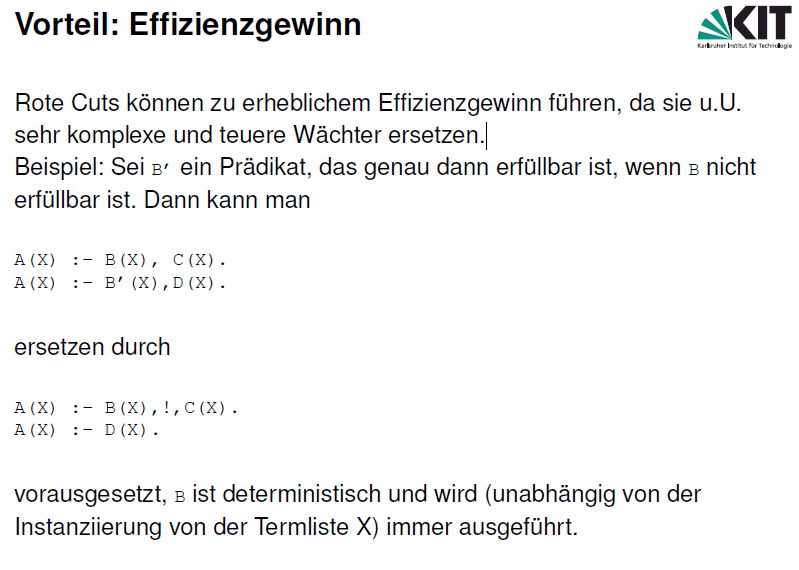 Vorteil: Effizienzgewinn
KIT
Karlsruher Institut für Technologie
Rote Cuts können zu erheblichem Effizienzgewinn führen, da sie u.U.
sehr komplexe und teuere Wächter ersetzen.
Beispiel: Sei B′ ein Prädikat, das genau dann erfüllbar ist, wenn B nicht
erfüllbar ist. Dann kann man
A(X) :- B(X), C(X).
A(X) :- B′(X),D(X).
ersetzen durch
A(X) :- B(X),!,C(X).
A(X) :- D(X).
vorausgesetzt, B ist deterministisch und wird (unabhängig von der
Instanziierung von der Termliste X) immer ausgeführt.